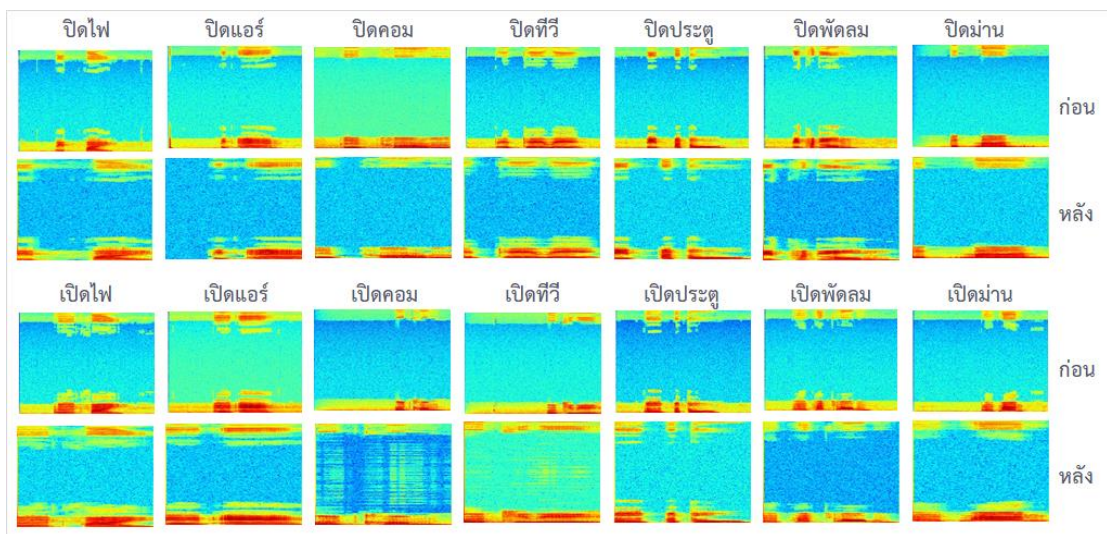 ปิดไฟ ปิดแอร์ ปิดคอม ปิดทีวี ปิดประตู ปิดพัดลม ปิดม่าน
ก่อน
หลัง
เปิดไฟ เปิดแอร์ เปิดคอม เปิดทีวี เปิดประตู เปิดพัดลม เปิดม่าน
ก่อน
หลัง